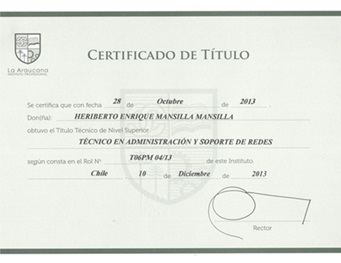 La Araucana
INSTITUTO PROFESIONAL
CERTIFICADO DE TÍTULO
Se certifica que con fecha 28 de Octubre de 2013
Don(ña): HERIBERTO ENRIQUE MANSILLA MANSILLA
obtuvo el Título Técnico de Nivel Superior
TÉCNICO EN ADMINISTRACIÓN Y SOPORTE DE REDES
según consta en el Rol N° T06PM 04/13 de este Instituto.
Chile 10 de Diciembre de 2013
Rector